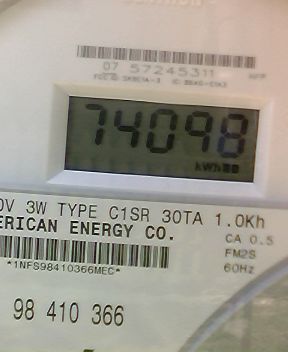 07 57245311
74098
kWh
V 3W TYPE C1SR 30TA 1.0Kh
ERICAN ENERGY CO.
CA 0.5
FM2S
*1NFS98410366MEC*
60Hz
98 410 366